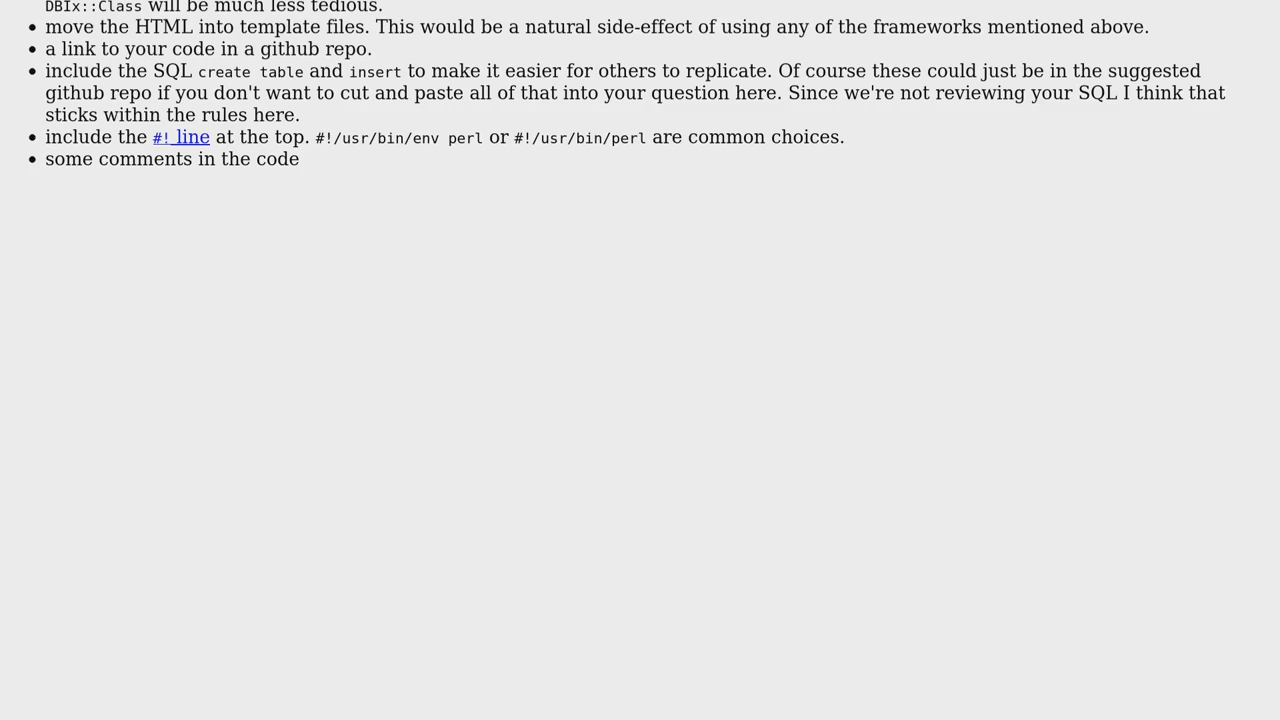 DBIx::Class will be much less tedious.
• move the HTML into template files. This would be a natural side-effect of using any of the frameworks mentioned above.
• a link to your code in a github repo.
• include the SQL create table and insert to make it easier for others to replicate. Of course these could just be in the suggested
github repo if you don't want to cut and paste all of that into your question here. Since we're not reviewing your SQL I think that
sticks within the rules here.
• include the #! line at the top. #!/usr/bin/env perl or #!/usr/bin/perl are common choices.
• some comments in the code